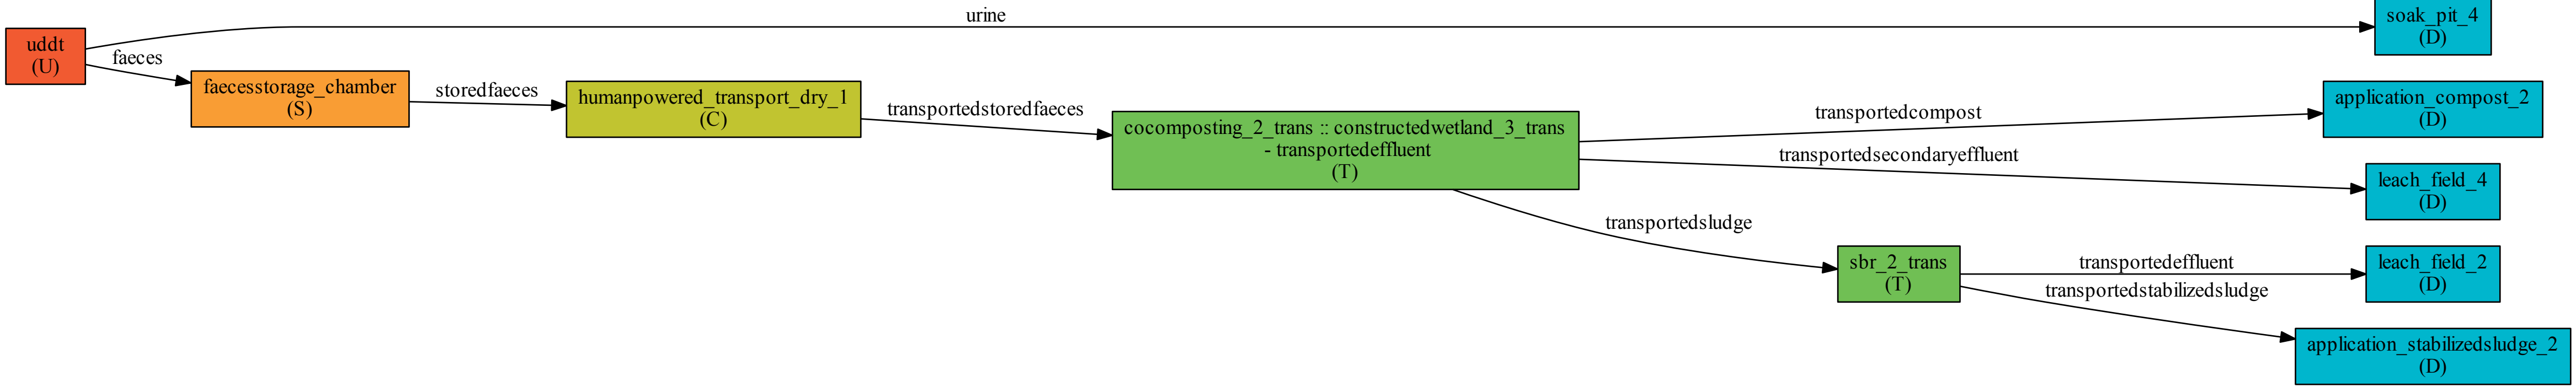 urine
soak_pit_4
(D)
uddt
(U)
faeces
faecesstorage_chamber
(S)
storedfaeces
humanpowered_transport_dry_1
(C)
transportedstoredfaeces
cocomposting_2_trans :: constructedwetland_3_trans
- transportedeffluent
(T)
transportedcompost
application_compost_2
(D)
transportedsecondaryeffluent
leach_field_4
(D)
transportedsludge
sbr_2_trans
(T)
transportedeffluent
leach_field_2
(D)
transportedstabilizedsludge
application_stabilizedsludge_2
(D)